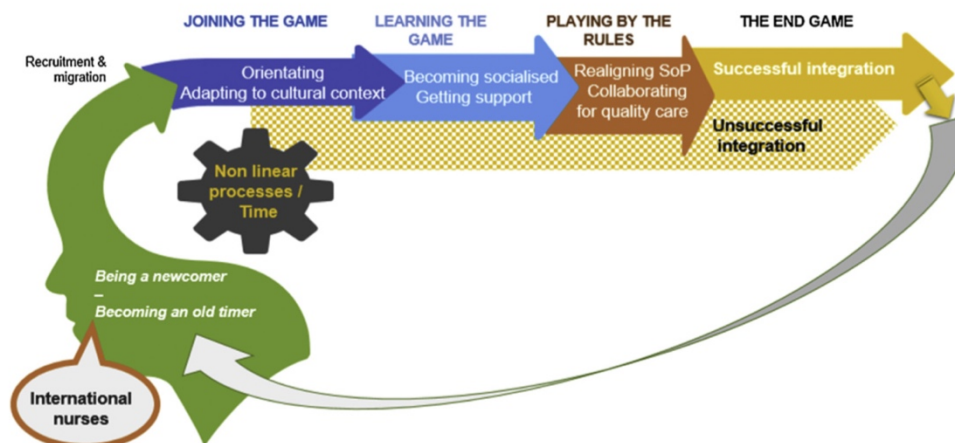 JOINING THE GAME
LEARNING THE
GAME
PLAYING BY THE
RULES
THE END GAME
Recruitment &
migration
Orientating
Adapting to cultural context
Becoming socialised
Getting support
Realigning SoP
Collaborating
for quality care
Successful integration
Unsuccessful
integration
Non linear
processes /
Time
Being a newcomer
–
Becoming an old timer
International
nurses